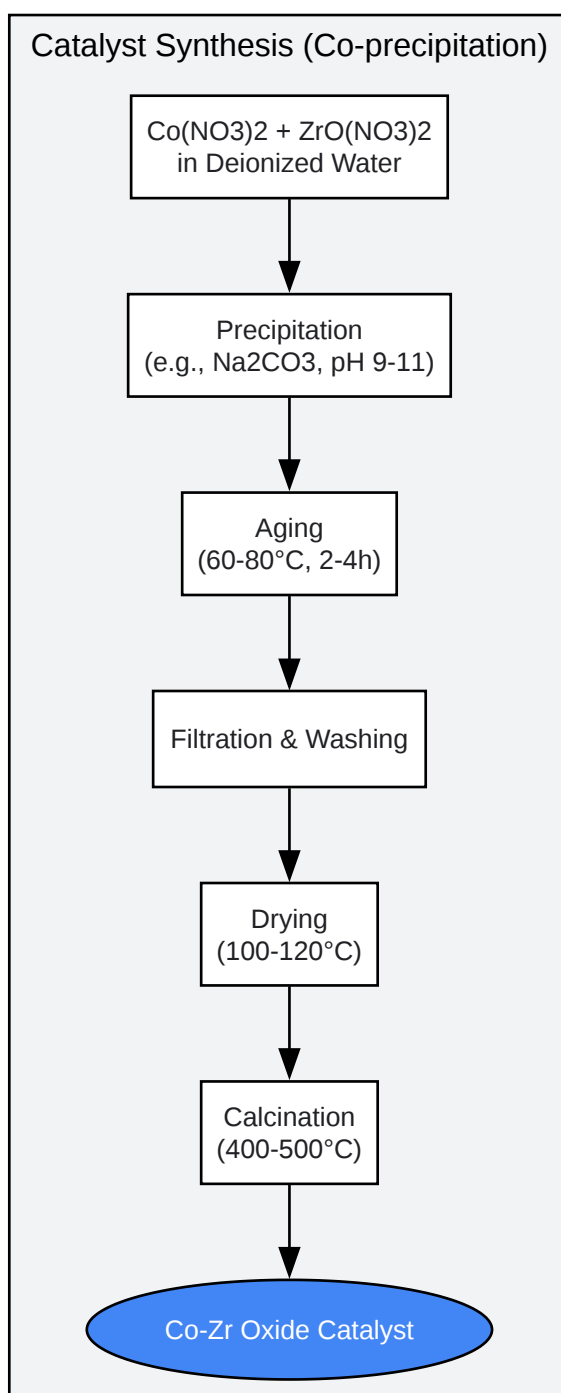 Catalyst Synthesis (Co-precipitation)
Co(NO3)2 + ZrO(NO3)2
in Deionized Water
Precipitation
(e.g., Na2CO3, pH 9-11)
Aging
(60-80°C, 2-4h)
Filtration & Washing
Drying
(100-120°C)
Calcination
(400-500°C)
Co-Zr Oxide Catalyst